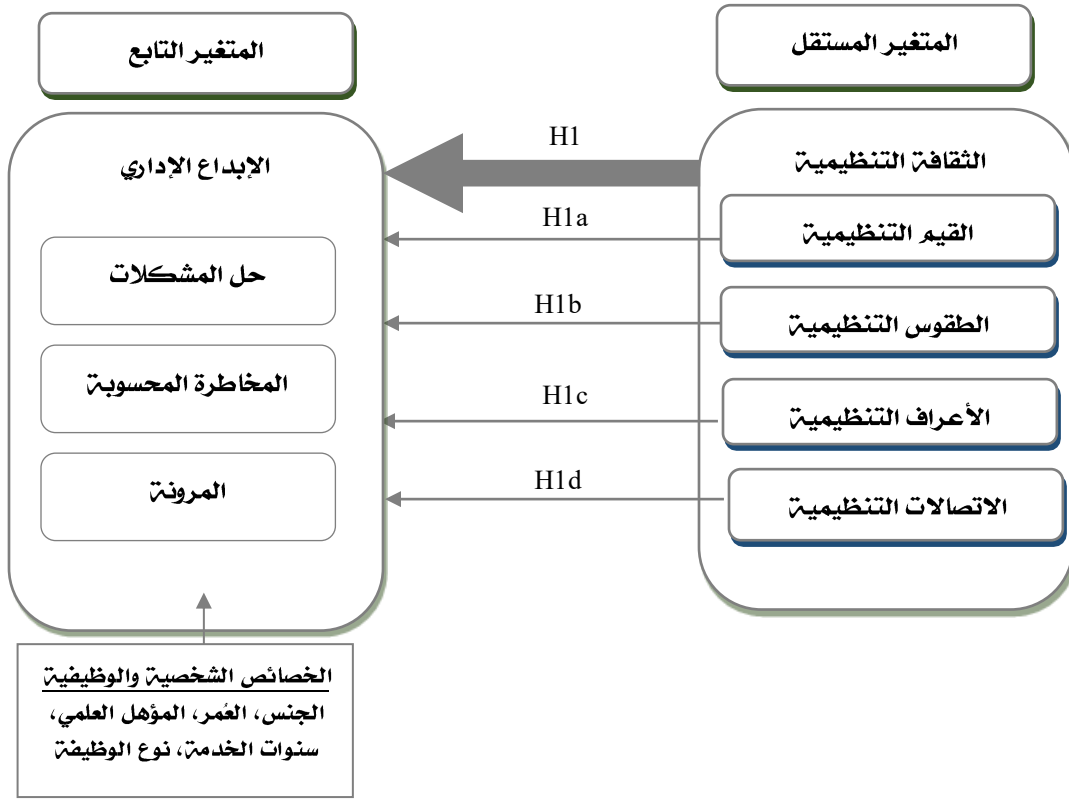 المتغير المستقل
المتغير التابع
الثقافة التنظيمية
القيم التنظيمية
الطقوس التنظيمية
الأعراف التنظيمية
الاتصالات التنظيمية
H1
H1a
H1b
H1c
H1d
الإبداع الإداري
حل المشكلات
المخاطرة المحسوبة
المرونة
الخصائص الشخصية والوظيفية
الجنس، العُمر، المؤهل العلمي،
سنوات الخدمة، نوع الوظيفة